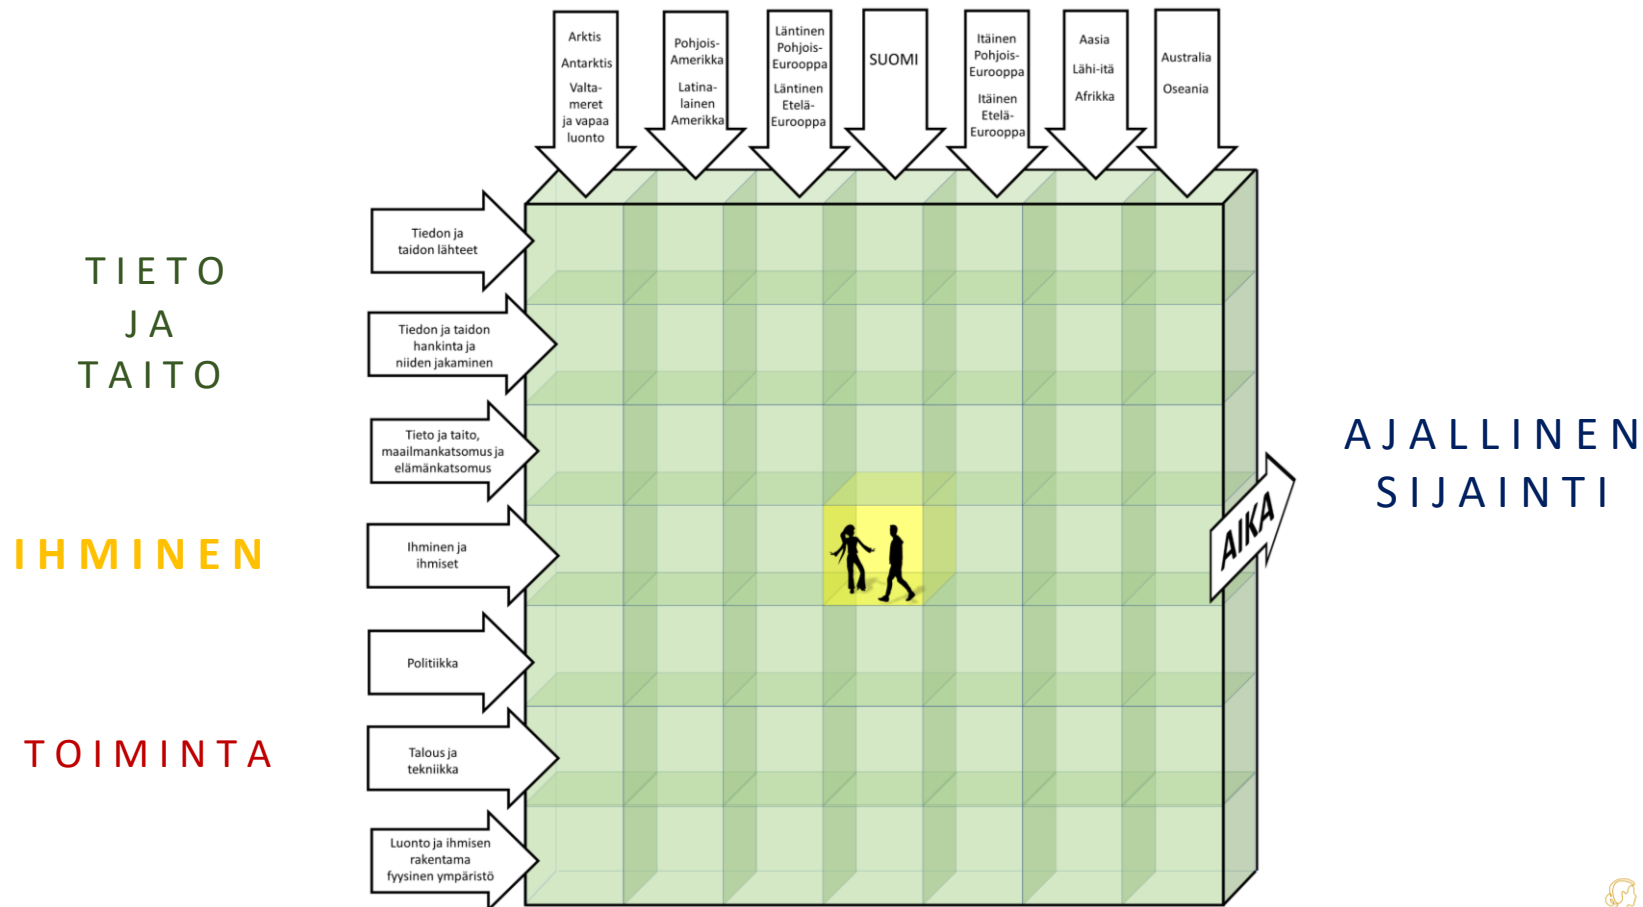 Arktis
Antarktis
Valta-
meret
ja vapaa
luonto
Pohjois-
Amerikka
Latina-
lainen
Amerikka
Läntinen
Pohjois-
Eurooppa
Läntinen
Etelä-
Eurooppa
SUOMI
Itäinen
Pohjois-
Eurooppa
Itäinen
Etelä-
Eurooppa
Aasia
Lähi-itä
Afrikka
Australia
Oseania
TIETO
JA
TAITO
IHMINEN
TOIMINTA
Tiedon ja
taidon lähteet
Tiedon ja taidon
hankinta ja
niiden jakaminen
Tieto ja taito,
maailmankatsomus ja
elämänkatsomus
Ihminen ja
ihmiset
Politiikka
Talous ja
tekniikka
Luonto ja ihmisen
rakentama
fyysinen ympäristö
AIKA
AJALLINEN
SIJAINTI